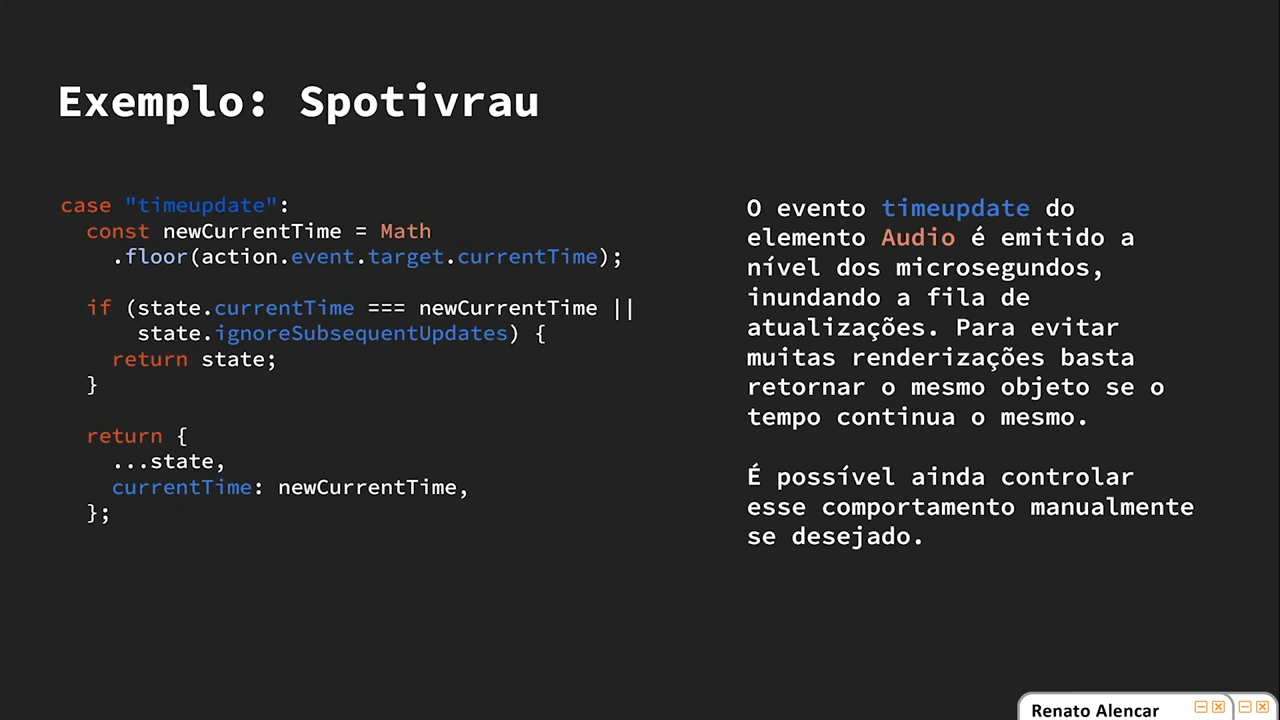 Exemplo: Spotivrau
case "timeupdate":
  const newCurrentTime = Math
    .floor(action.event.target.currentTime);
  if (state.currentTime === newCurrentTime ||
      state.ignoreSubsequentUpdates) {
    return state;
  }
  return {
    ...state,
    currentTime: newCurrentTime,
  };
O evento timeupdate do
elemento Audio é emitido a
nível dos microsegundos,
inundando a fila de
atualizações. Para evitar
muitas renderizações basta
retornar o mesmo objeto se o
tempo continua o mesmo.
É possível ainda controlar
esse comportamento manualmente
se desejado.
Renato Alencar